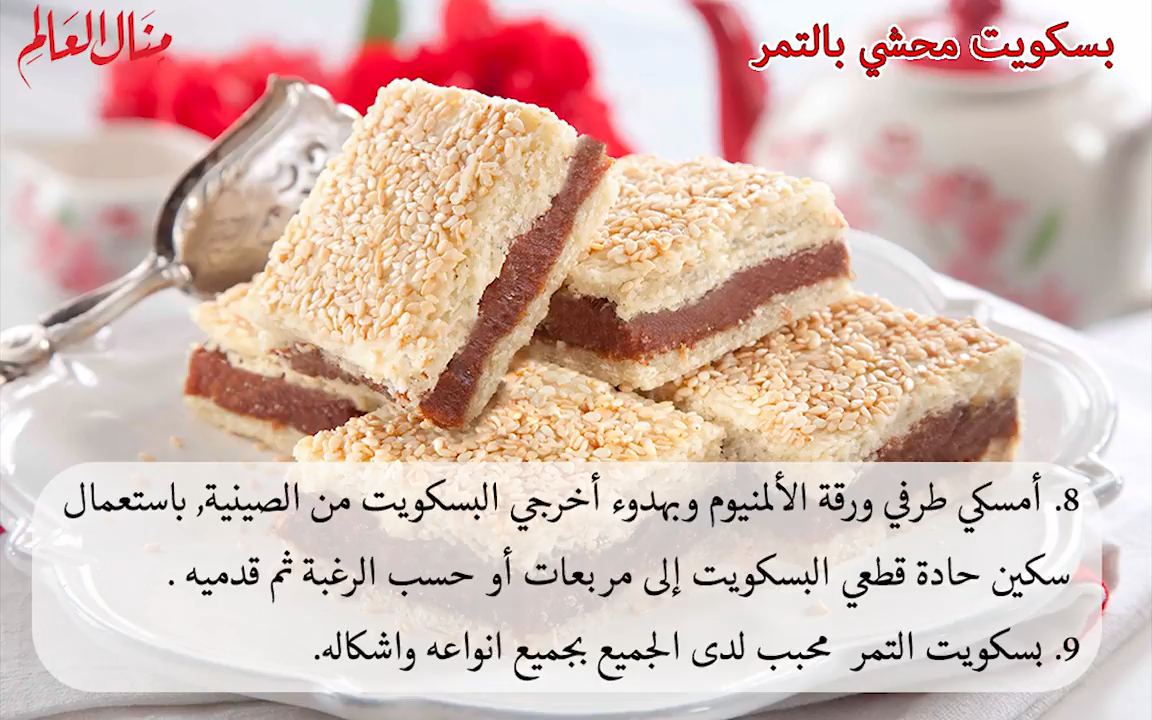 بسكويت محشي بالتمر
منال العالم
8. أمسكي طرفي ورقة الألمنيوم وبهدوء أخرجي البسكويت من الصينية, باستعمال
سكين حادة قطعي البسكويت إلى مربعات أو حسب الرغبة ثم قدميه .
9. بسكويت التمر محبب لدى الجميع بجميع انواعه واشكاله.